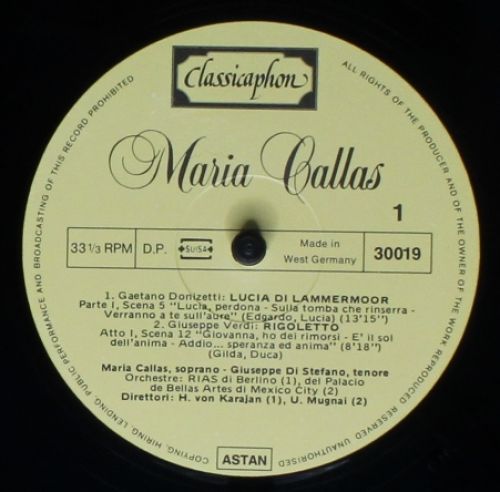 Classicaphon
Maria Callas
1
33 1/3 RPM
D.P.
SUISA
Made in
West Germany
30019
1. Gaetano Donizetti: LUCIA DI LAMMERMOOR
Parte I, Scena 5 "Lucia, perdona - Sulla tomba che rinserra -
Verranno a te sull'abre" (Edgardo, Lucia) (13'15")
2. Giuseppe Verdi: RIGOLETTO
Atto I, Scena 12 "Giovanna, ho dei rimorsi - E' il sol
dell'anima - Addio... speranza ed anima" (8'18")
(Gilda, Duca)
Maria Callas, soprano - Giuseppe Di Stefano, tenore
Orchestre: RIAS di Berlino (1), del Palacio
de Bellas Artes di Mexico City (2)
Direttori: H. von Karajan (1), U. Mugnai (2)
ASTAN
ALL RIGHTS OF THE PRODUCER AND OF THE OWNER OF THE WORK REPRODUCED RESERVED UNAUTHORISED COPYING, HIRING, LENDING, PUBLIC PERFORMANCE AND BROADCASTING OF THIS RECORD PROHIBITED